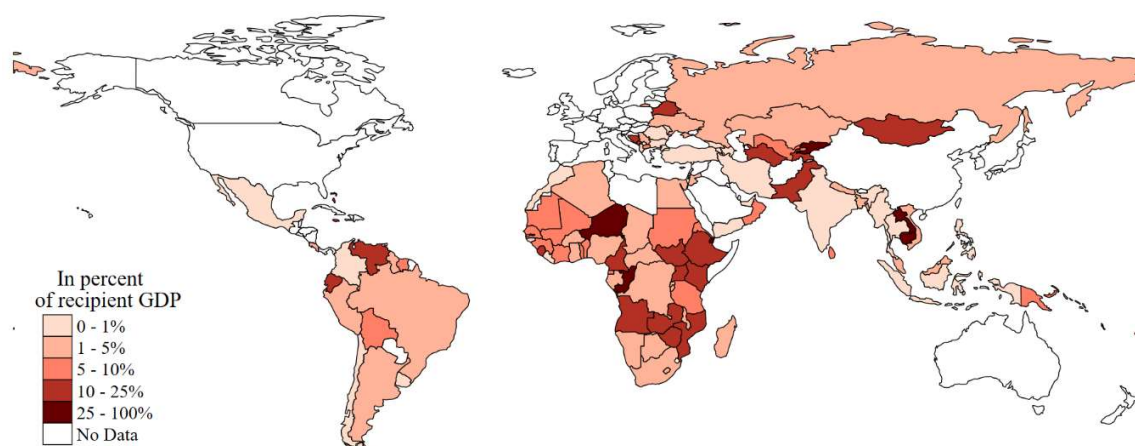 In percent
of recipient GDP
0 - 1%
1 - 5%
5 - 10%
10 - 25%
25 - 100%
No Data